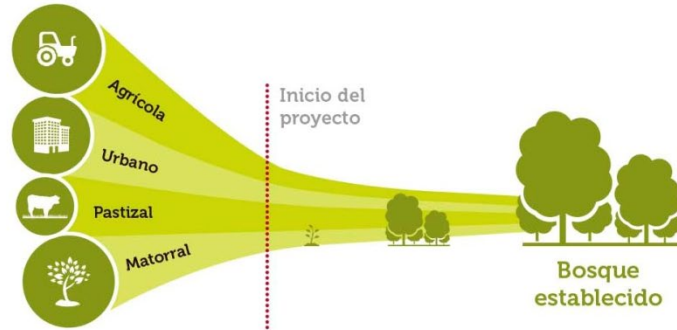 Agrícola
Urbano
Pastizal
Matorral
Inicio del
proyecto
Bosque
establecido